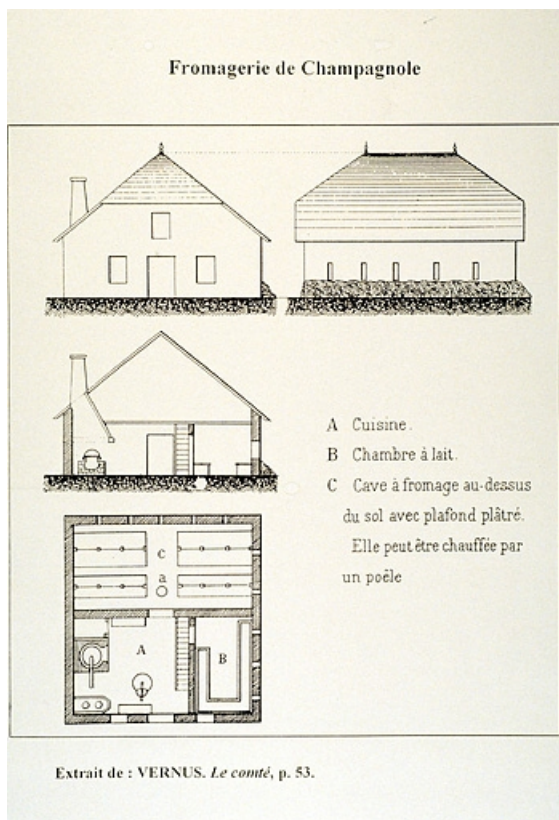 Fromagerie de Champagnole
A Cuisine.
B Chambre à lait.
C Cave à fromage au-dessus
du sol avec plafond plâtré.
Elle peut être chauffée par
un poële
C
a
A
B
Extrait de : VERNUS. Le comté, p. 53.